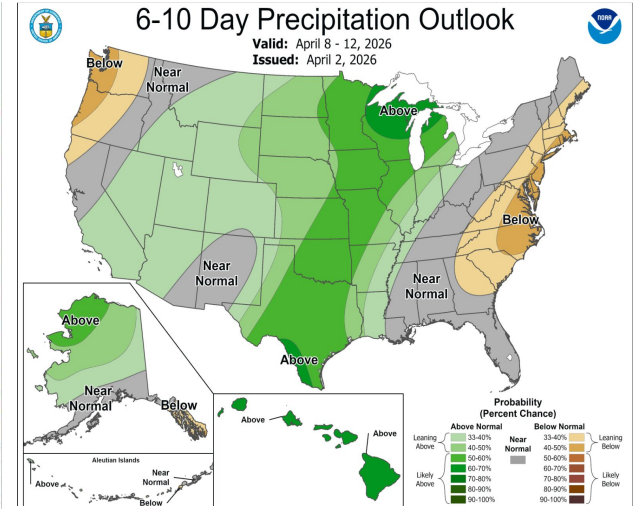 6-10 Day Precipitation Outlook
Valid: April 8 - 12, 2026
Issued: April 2, 2026
NOAA
Below
Near
Normal
Above
Below
Near
Normal
Near
Normal
Above
Above
Near
Normal
Below
Aleutian Islands
Above
Near
Normal
Below
Above
Above
Probability
(Percent Chance)
Above Normal
Below Normal
Leaning
Above
33-40%
40-50%
Likely
Above
50-60%
60-70%
70-80%
80-90%
90-100%
Near
Normal
33-40%
40-50%
Leaning
Below
50-60%
60-70%
70-80%
80-90%
90-100%
Likely
Below